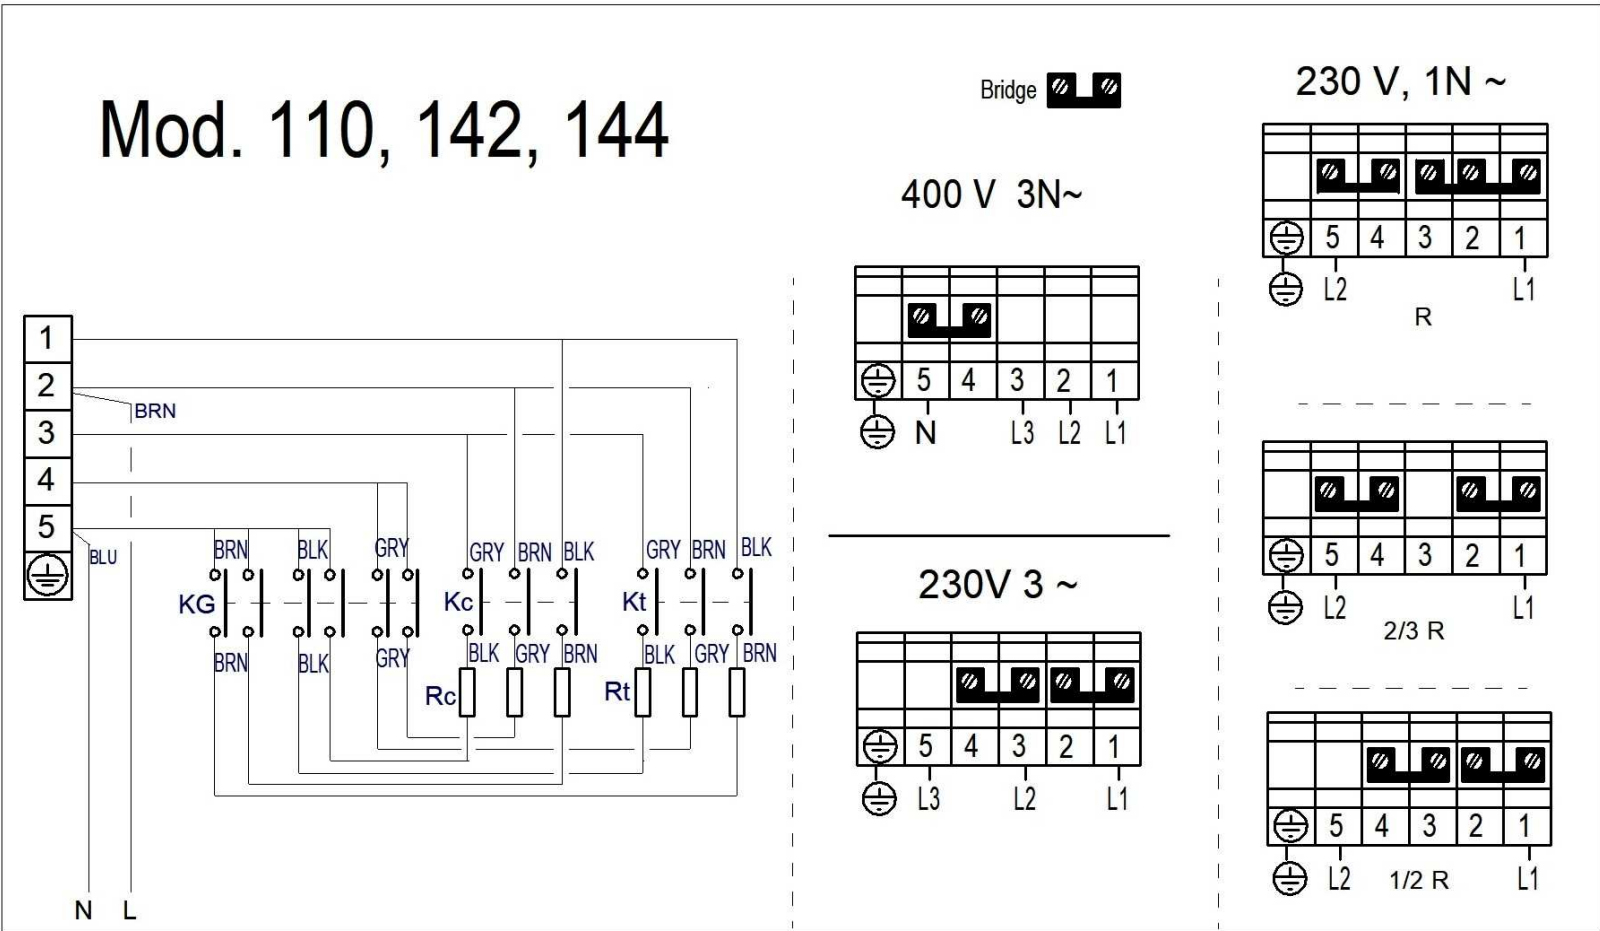 Mod. 110, 142, 144
1
2
BRN
3
4
5
BLU
BRN BLK GRY GRY BRN BLK GRY BRN BLK
KG Kc Kt
BRN BLK GRY BLK GRY BRN BLK GRY BRN
Rc Rt
N L
Bridge
400 V 3N~
5 4 3 2 1
N L3 L2 L1
230V 3 ~
5 4 3 2 1
L3 L2 L1
230 V, 1N ~
5 4 3 2 1
L2 L1
R
5 4 3 2 1
L2 L1
2/3 R
5 4 3 2 1
L2 1/2 R L1